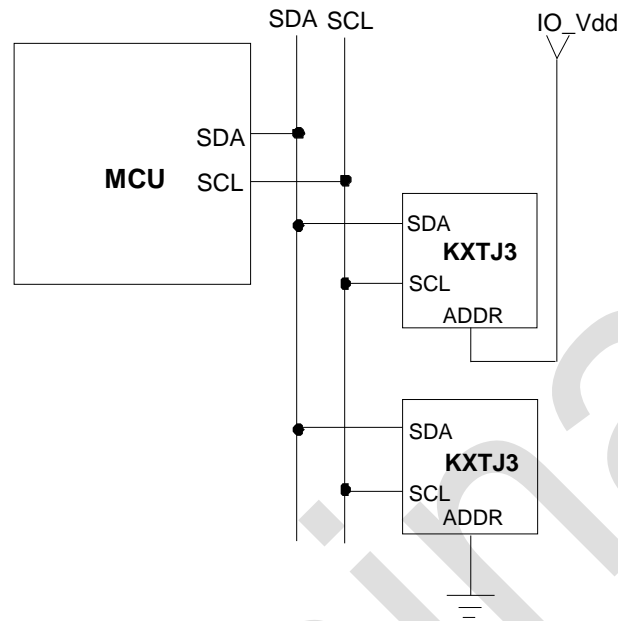 SDA SCL
IO_Vdd
SDA
MCU
SCL
SDA
KXTJ3
SCL
ADDR
SDA
KXTJ3
SCL
ADDR